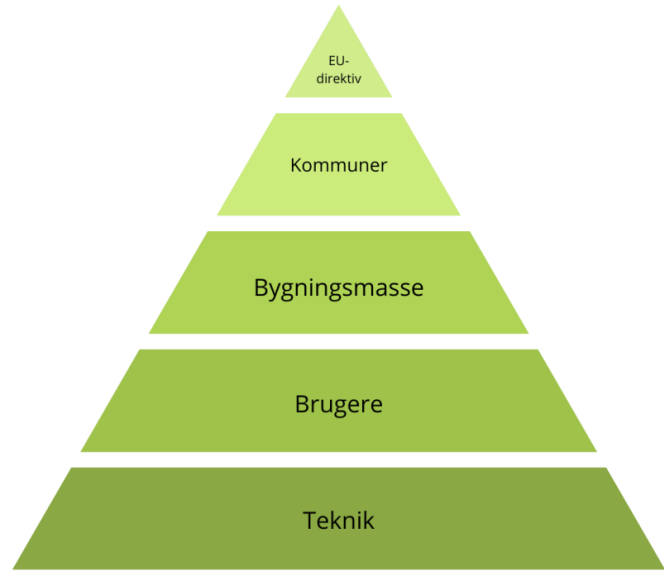 EU-
direktiv
Kommuner
Bygningsmasse
Brugere
Teknik